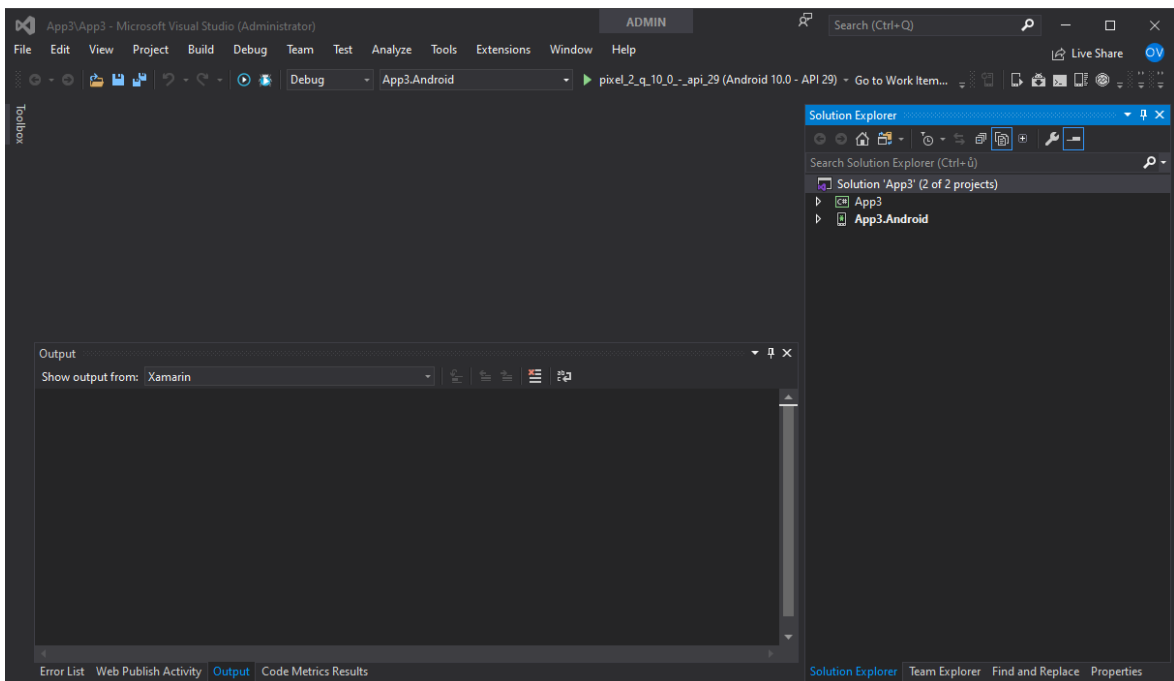 App3\App3 - Microsoft Visual Studio (Administrator)
ADMIN
Search (Ctrl+Q)
File Edit View Project Build Debug Team Test Analyze Tools Extensions Window Help
Live Share
OV
Debug
App3.Android
pixel_2_q_10_0_-_api_29 (Android 10.0 - API 29)
Go to Work Item...
Toolbox
Solution Explorer
Search Solution Explorer (Ctrl+ů)
Solution 'App3' (2 of 2 projects)
C# App3
App3.Android
Output
Show output from: Xamarin
Error List Web Publish Activity Output Code Metrics Results
Solution Explorer Team Explorer Find and Replace Properties